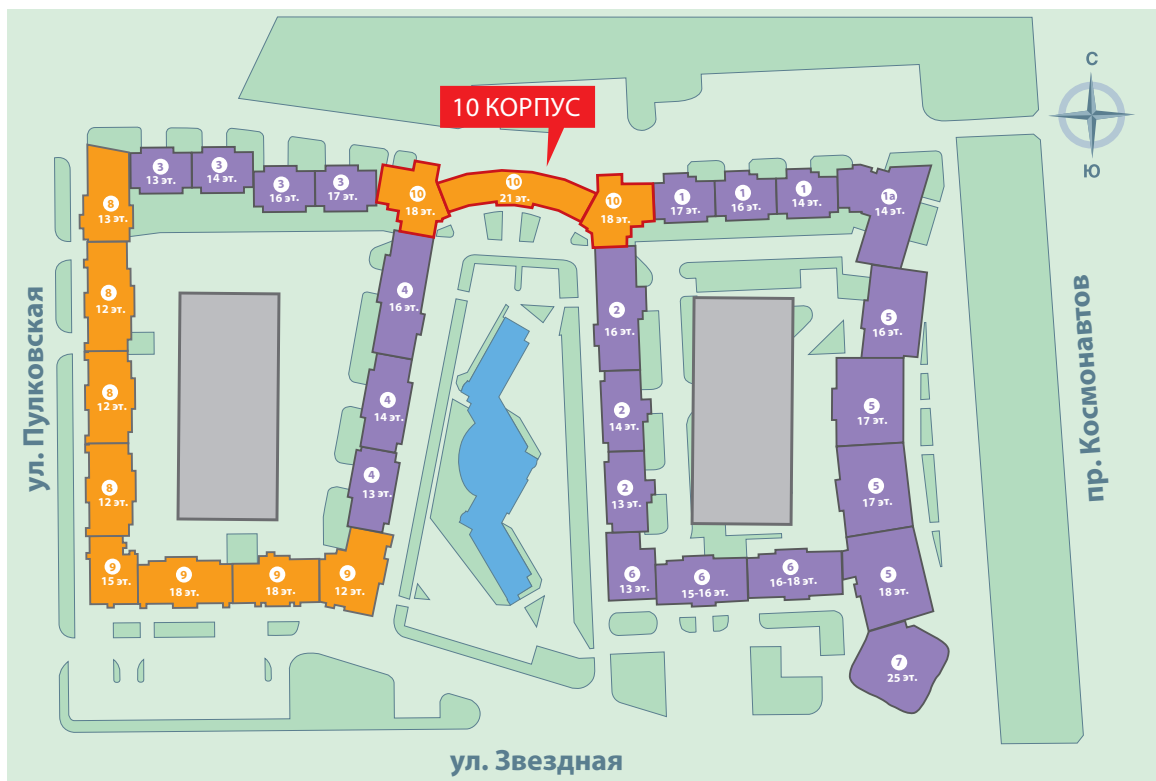 С
10 КОРПУС
Ю
3
13 эт.
3
14 эт.
3
16 эт.
3
17 эт.
10
18 эт.
10
21 эт.
10
18 эт.
1
17 эт.
1
16 эт.
1
14 эт.
1а
14 эт.
8
13 эт.
8
12 эт.
8
12 эт.
8
12 эт.
4
16 эт.
4
14 эт.
4
13 эт.
2
16 эт.
2
14 эт.
2
13 эт.
5
16 эт.
5
17 эт.
5
17 эт.
5
18 эт.
9
15 эт.
9
18 эт.
9
18 эт.
9
12 эт.
6
13 эт.
6
15-16 эт.
6
16-18 эт.
7
25 эт.
ул. Пулковская
пр. Космонавтов
ул. Звездная